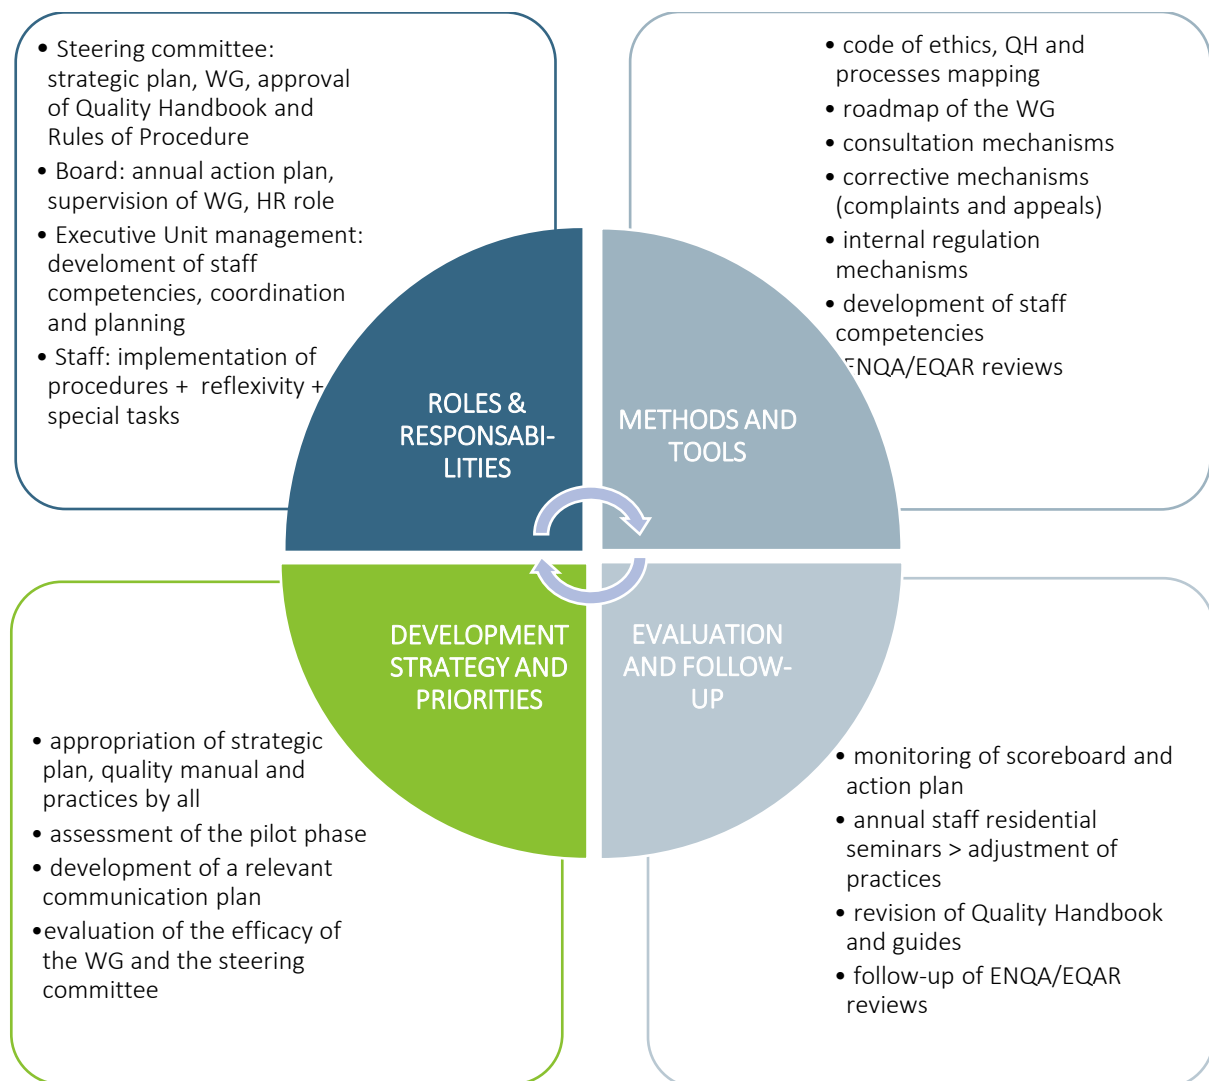 • Steering committee:
strategic plan, WG, approval
of Quality Handbook and
Rules of Procedure
• Board: annual action plan,
supervision of WG, HR role
• Executive Unit management:
develoment of staff
competencies, coordination
and planning
• Staff: implementation of
procedures + reflexivity +
special tasks
• code of ethics, QH and
processes mapping
• roadmap of the WG
• consultation mechanisms
• corrective mechanisms
(complaints and appeals)
• internal regulation
mechanisms
• development of staff
competencies
ENQA/EQAR reviews
ROLES &
RESPONSABI-
LITIES
METHODS AND
TOOLS
DEVELOPMENT
STRATEGY AND
PRIORITIES
EVALUATION
AND FOLLOW-
UP
• appropriation of strategic
plan, quality manual and
practices by all
• assessment of the pilot phase
• development of a relevant
communication plan
•evaluation of the efficacy of
the WG and the steering
committee
• monitoring of scoreboard and
action plan
• annual staff residential
seminars > adjustment of
practices
• revision of Quality Handbook
and guides
• follow-up of ENQA/EQAR
reviews